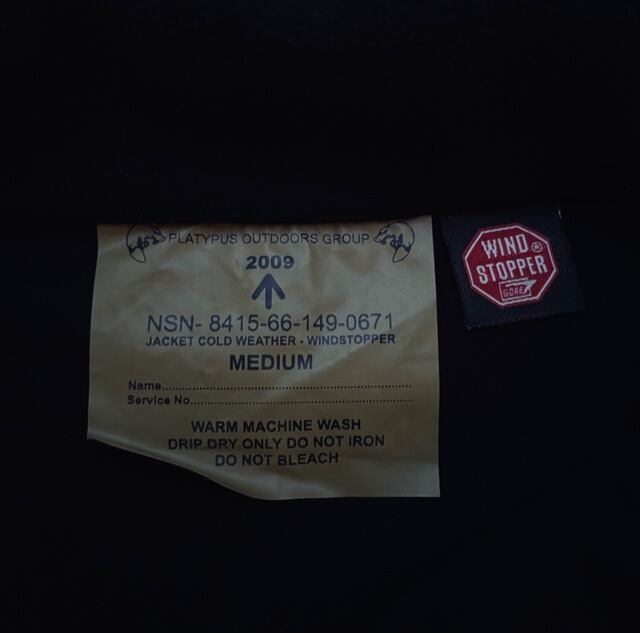 PLATYPUS OUTDOORS GROUP
2009
NSN- 8415-66-149-0671
JACKET COLD WEATHER - WINDSTOPPER
MEDIUM
Name..........................................................
Service No..................................................
WARM MACHINE WASH
DRIP DRY ONLY DO NOT IRON
DO NOT BLEACH
WIND ®
STOPPER
GORE